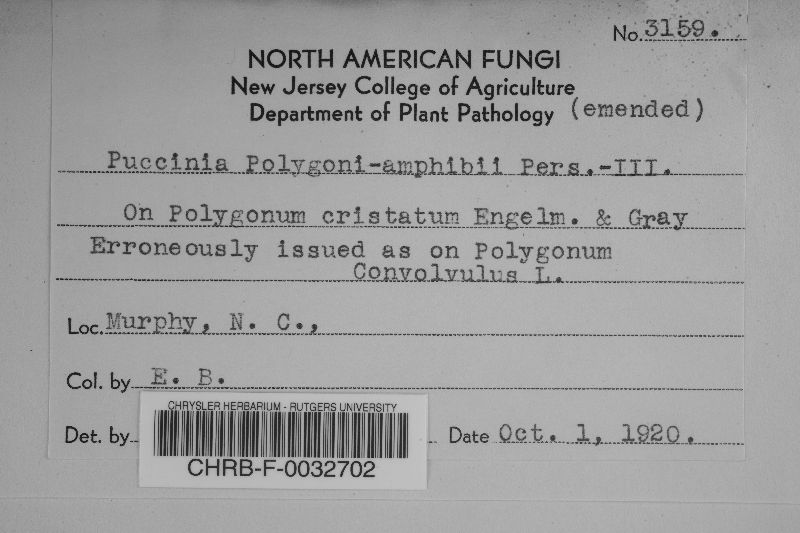 No. 3159.
NORTH AMERICAN FUNGI
New Jersey College of Agriculture
Department of Plant Pathology (emended)
Puccinia Polygoni-amphibii Pers.-III.
On Polygonum cristatum Engelm. & Gray
Erroneously issued as on Polygonum
Convolvulus L.
Loc. Murphy, N. C.,
Col. by E. B.
Det. by Date Oct. 1, 1920.
CHRYSLER HERBARIUM - RUTGERS UNIVERSITY
CHRB-F-0032702